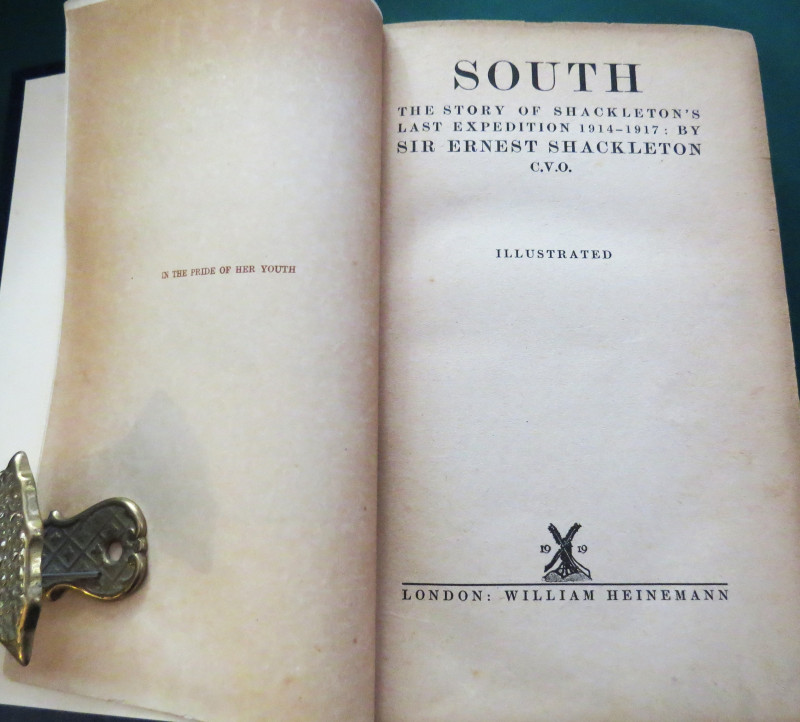 IN THE PRIDE OF HER YOUTH
SOUTH
THE STORY OF SHACKLETON'S
LAST EXPEDITION 1914-1917: BY
SIR ERNEST SHACKLETON
C.V.O.
ILLUSTRATED
19 19
LONDON: WILLIAM HEINEMANN